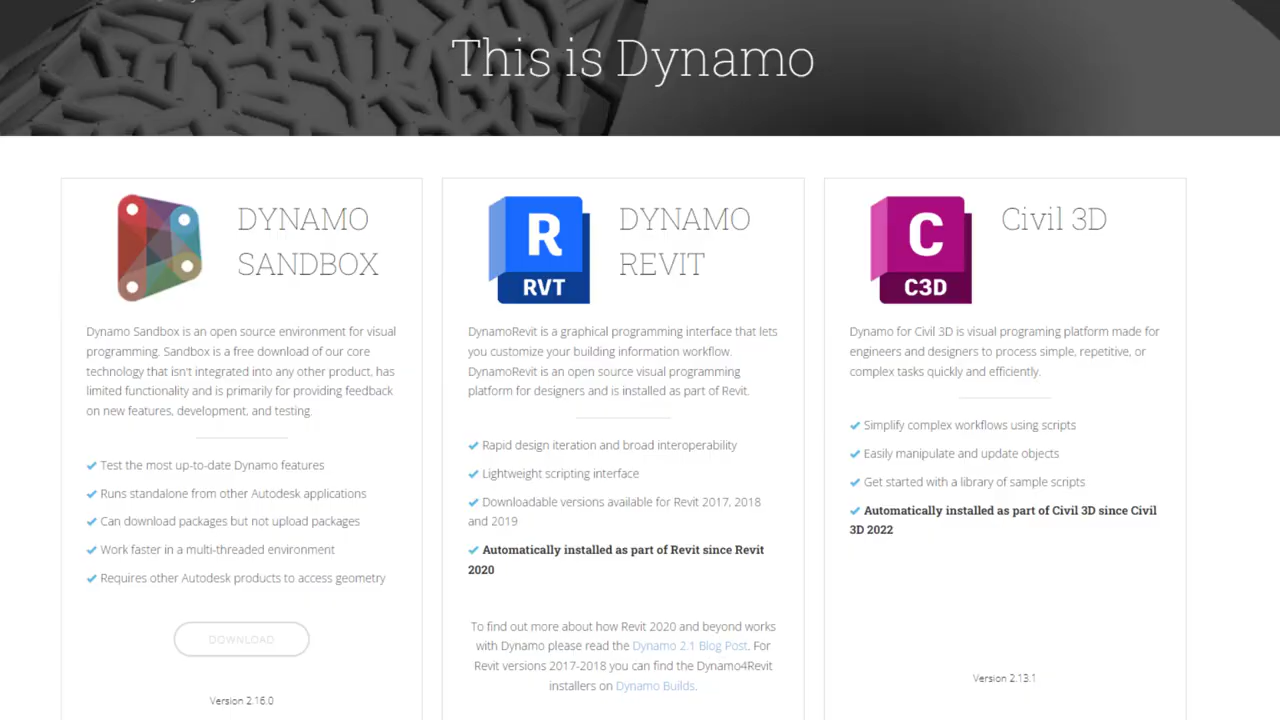 This is Dynamo
DYNAMO
SANDBOX
Dynamo Sandbox is an open source environment for visual
programming. Sandbox is a free download of our core
technology that isn't integrated into any other product, has
limited functionality and is primarily for providing feedback
on new features, development, and testing.
Test the most up-to-date Dynamo features
Runs standalone from other Autodesk applications
Can download packages but not upload packages
Work faster in a multi-threaded environment
Requires other Autodesk products to access geometry
DOWNLOAD
Version 2.16.0
R
RVT
DYNAMO
REVIT
DynamoRevit is a graphical programming interface that lets
you customize your building information workflow.
DynamoRevit is an open source visual programming
platform for designers and is installed as part of Revit.
Rapid design iteration and broad interoperability
Lightweight scripting interface
Downloadable versions available for Revit 2017, 2018
and 2019
Automatically installed as part of Revit since Revit
2020
To find out more about how Revit 2020 and beyond works
with Dynamo please read the Dynamo 2.1 Blog Post. For
Revit versions 2017-2018 you can find the Dynamo4Revit
installers on Dynamo Builds.
C
C3D
Civil 3D
Dynamo for Civil 3D is visual programing platform made for
engineers and designers to process simple, repetitive, or
complex tasks quickly and efficiently.
Simplify complex workflows using scripts
Easily manipulate and update objects
Get started with a library of sample scripts
Automatically installed as part of Civil 3D since Civil
3D 2022
Version 2.13.1